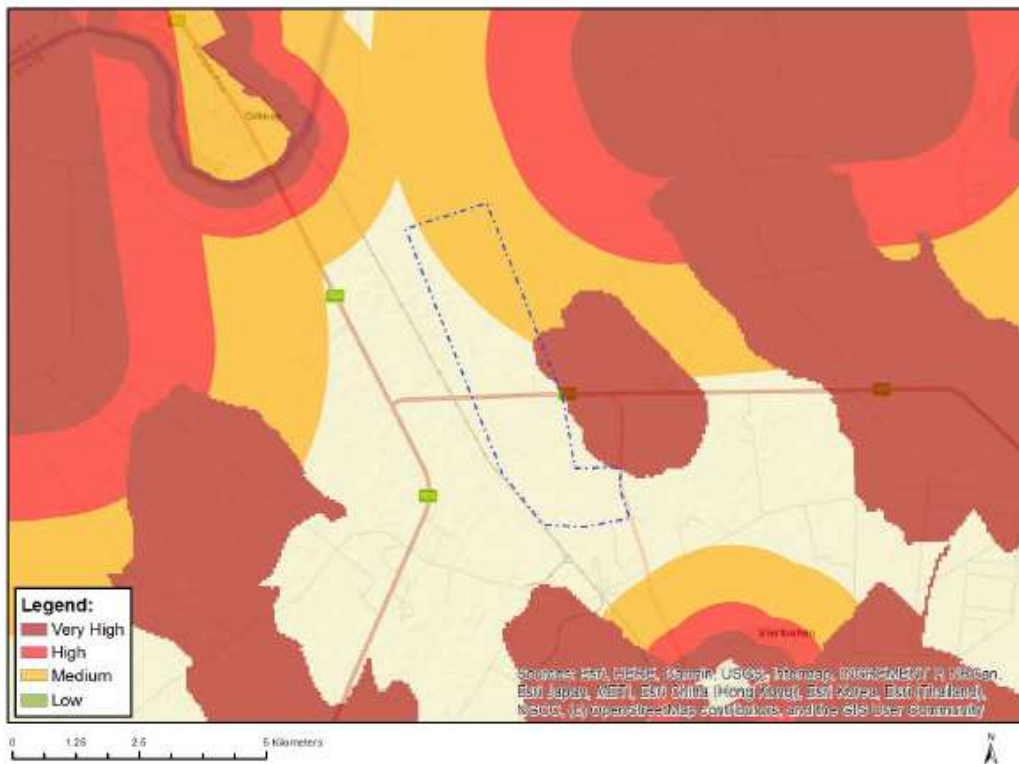 Legend:
Very High
High
Medium
Low
Sources: Esri, HERE, Garmin, USGS, Intermap, INCREMENT P, NRCan,
Esri Japan, METI, Esri China (Hong Kong), Esri Korea, Esri (Thailand),
NGCC, (c) OpenStreetMap contributors, and the GIS User Community
0 1.25 2.5 5 Kilometers
N